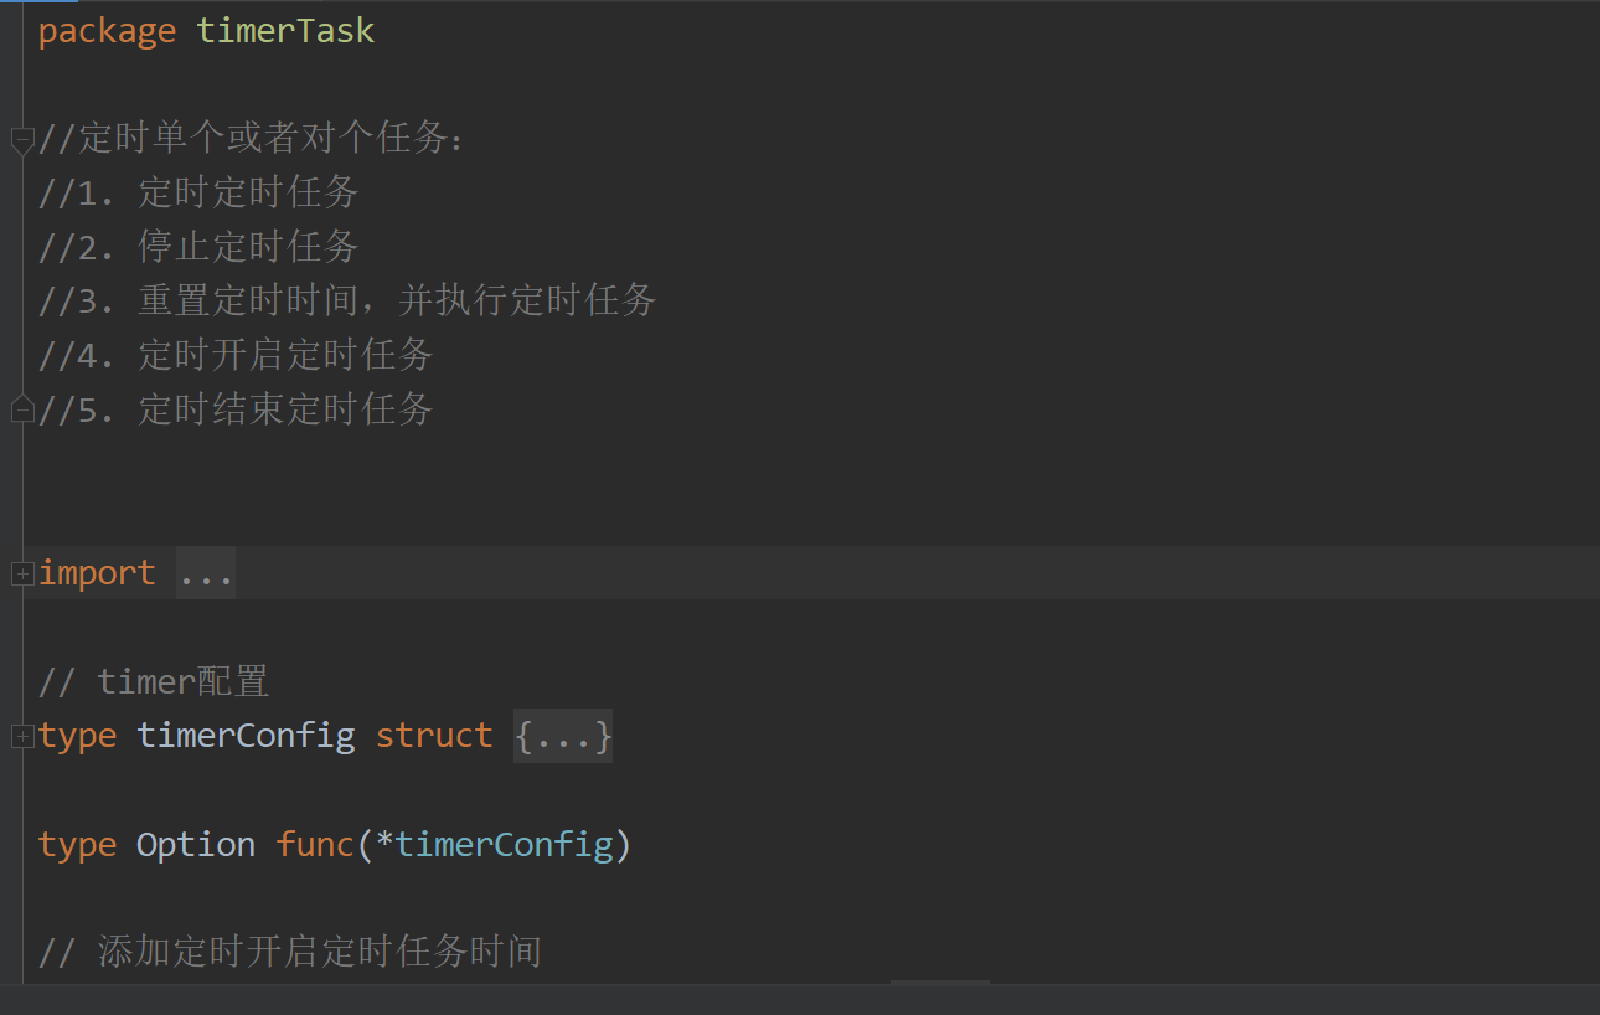 package timerTask
//定时单个或者对个任务：
//1. 定时定时任务
//2. 停止定时任务
//3. 重置定时时间，并执行定时任务
//4. 定时开启定时任务
//5. 定时结束定时任务
import ...
// timer配置
type timerConfig struct {...}
type Option func(*timerConfig)
// 添加定时开启定时任务时间